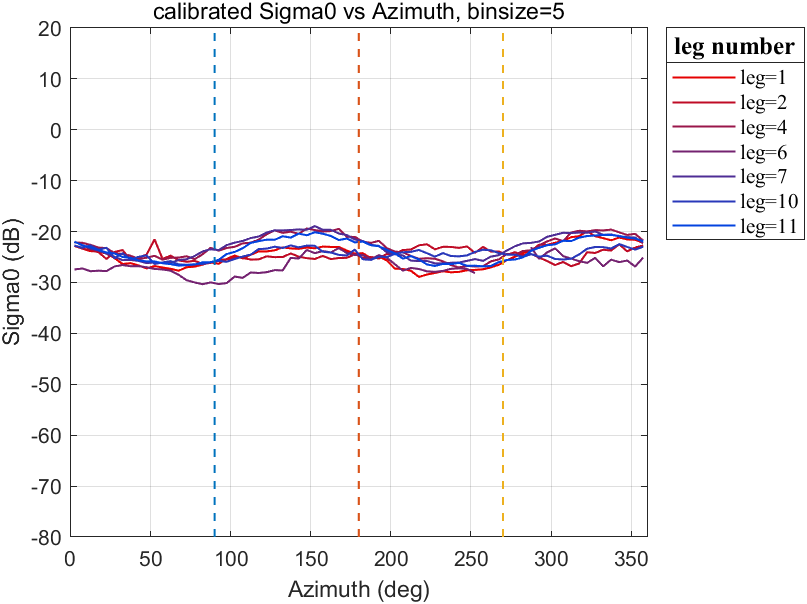 calibrated Sigma0 vs Azimuth, binsize=5
20
10
0
-10
-20
-30
-40
-50
-60
-70
-80
Sigma0 (dB)
0 50 100 150 200 250 300 350
Azimuth (deg)
leg number
leg=1
leg=2
leg=4
leg=6
leg=7
leg=10
leg=11